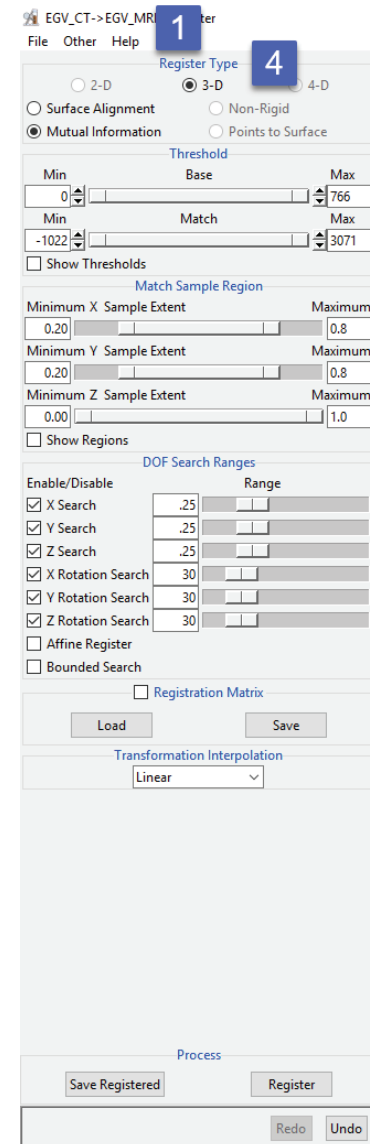 EGV_CT->EGV_MRI ter
1
File Other Help
Register Type
4
2-D 3-D 4-D
Surface Alignment Non-Rigid
Mutual Information Points to Surface
Threshold
Min Base Max
0 766
Min Match Max
-1022 3071
Show Thresholds
Match Sample Region
Minimum X Sample Extent Maximum
0.20 0.8
Minimum Y Sample Extent Maximum
0.20 0.8
Minimum Z Sample Extent Maximum
0.00 1.0
Show Regions
DOF Search Ranges
Enable/Disable Range
X Search .25
Y Search .25
Z Search .25
X Rotation Search 30
Y Rotation Search 30
Z Rotation Search 30
Affine Register
Bounded Search
Registration Matrix
Load Save
Transformation Interpolation
Linear
Process
Save Registered Register
Redo Undo